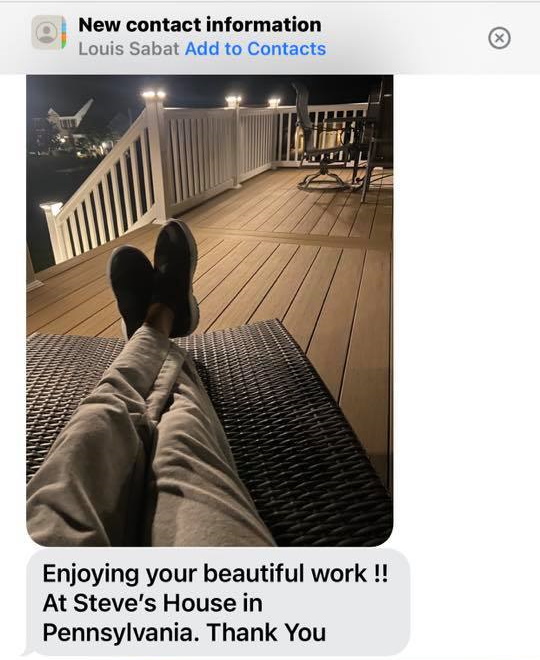 New contact information
Louis Sabat Add to Contacts
Enjoying your beautiful work !!
At Steve's House in
Pennsylvania. Thank You